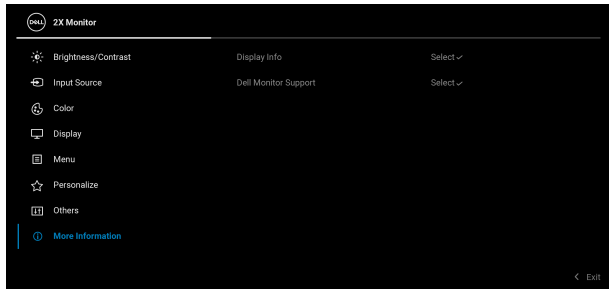 DELL 2X Monitor
Brightness/Contrast Display Info Select
Input Source Dell Monitor Support Select
Color
Display
Menu
Personalize
Others
More Information
Exit